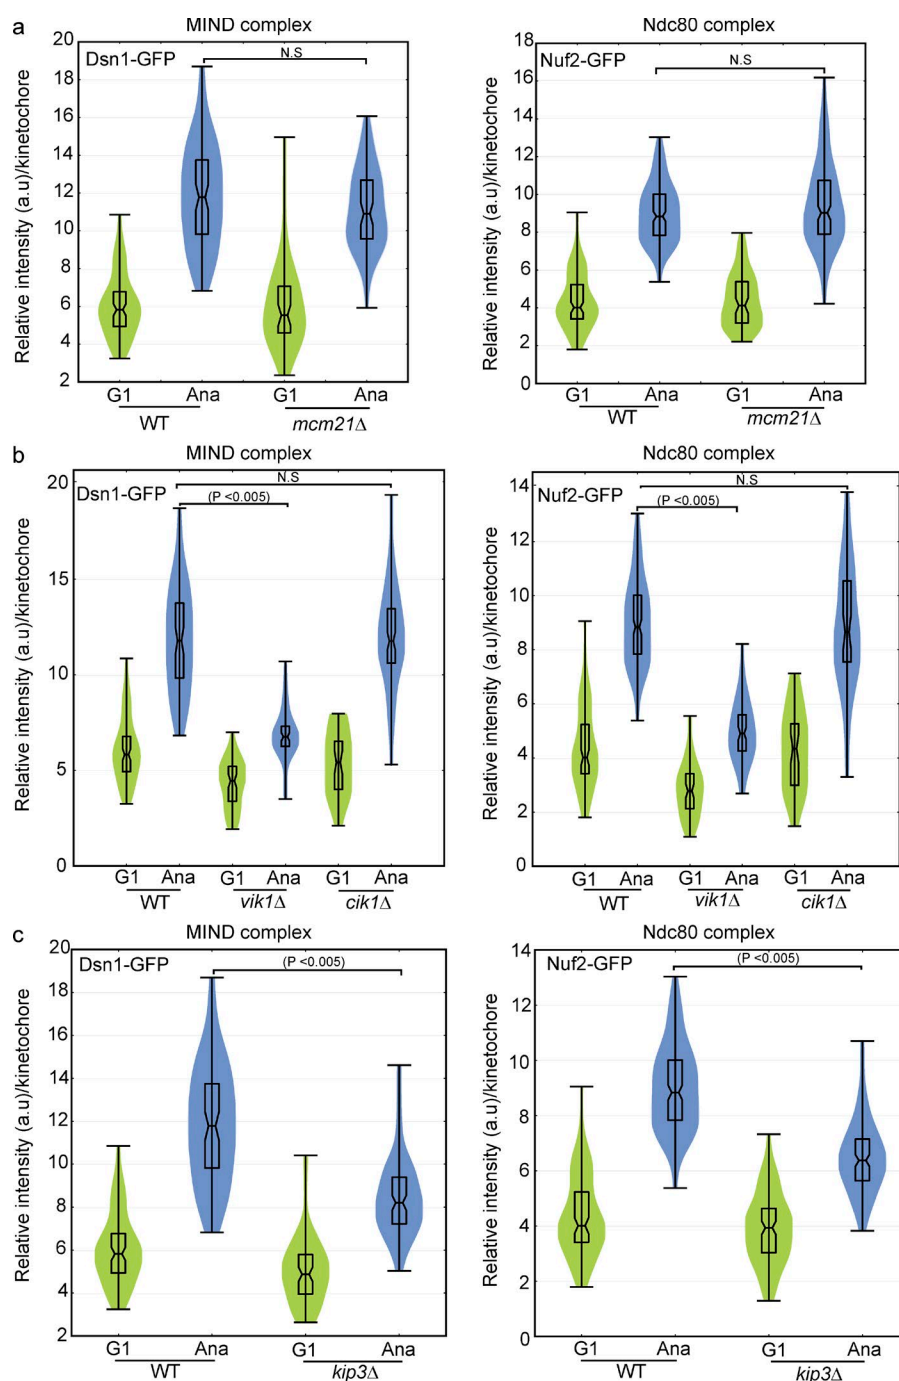 a
MIND complex
Dsn1-GFP
N.S
Relative intensity (a.u)/kinetochore
20
18
16
14
12
10
8
6
4
2
G1 Ana G1 Ana
WT mcm21Δ
Ndc80 complex
Nuf2-GFP
N.S
Relative intensity (a.u)/kinetochore
18
16
14
12
10
8
6
4
2
0
G1 Ana G1 Ana
WT mcm21Δ
b
MIND complex
Dsn1-GFP
N.S
(P <0.005)
Relative intensity (a.u)/kinetochore
20
15
10
5
0
G1 Ana G1 Ana G1 Ana
WT vik1Δ cik1Δ
Ndc80 complex
Nuf2-GFP
N.S
(P <0.005)
Relative intensity (a.u)/kinetochore
14
12
10
8
6
4
2
0
G1 Ana G1 Ana G1 Ana
WT vik1Δ cik1Δ
c
MIND complex
Dsn1-GFP
(P <0.005)
Relative intensity (a.u)/kinetochore
20
18
16
14
12
10
8
6
4
2
G1 Ana G1 Ana
WT kip3Δ
Ndc80 complex
Nuf2-GFP
(P <0.005)
Relative intensity (a.u)/kinetochore
14
12
10
8
6
4
2
0
G1 Ana G1 Ana
WT kip3Δ